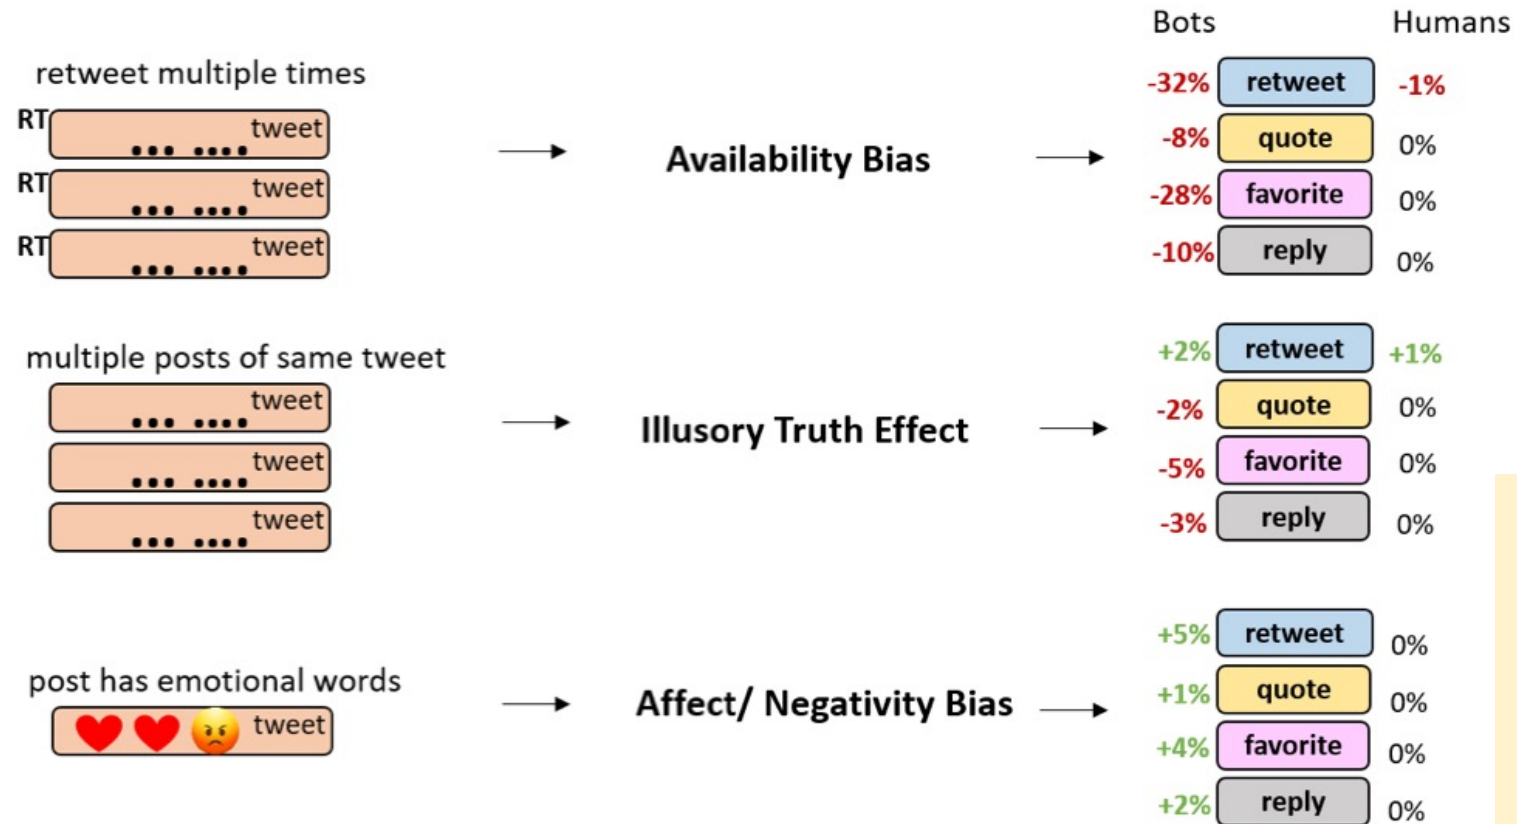 Bots Humans
retweet multiple times
RT tweet
RT tweet
RT tweet
Availability Bias
-32% retweet -1%
-8% quote 0%
-28% favorite 0%
-10% reply 0%
multiple posts of same tweet
tweet
tweet
tweet
Illusory Truth Effect
+2% retweet +1%
-2% quote 0%
-5% favorite 0%
-3% reply 0%
post has emotional words
tweet
Affect/ Negativity Bias
+5% retweet 0%
+1% quote 0%
+4% favorite 0%
+2% reply 0%